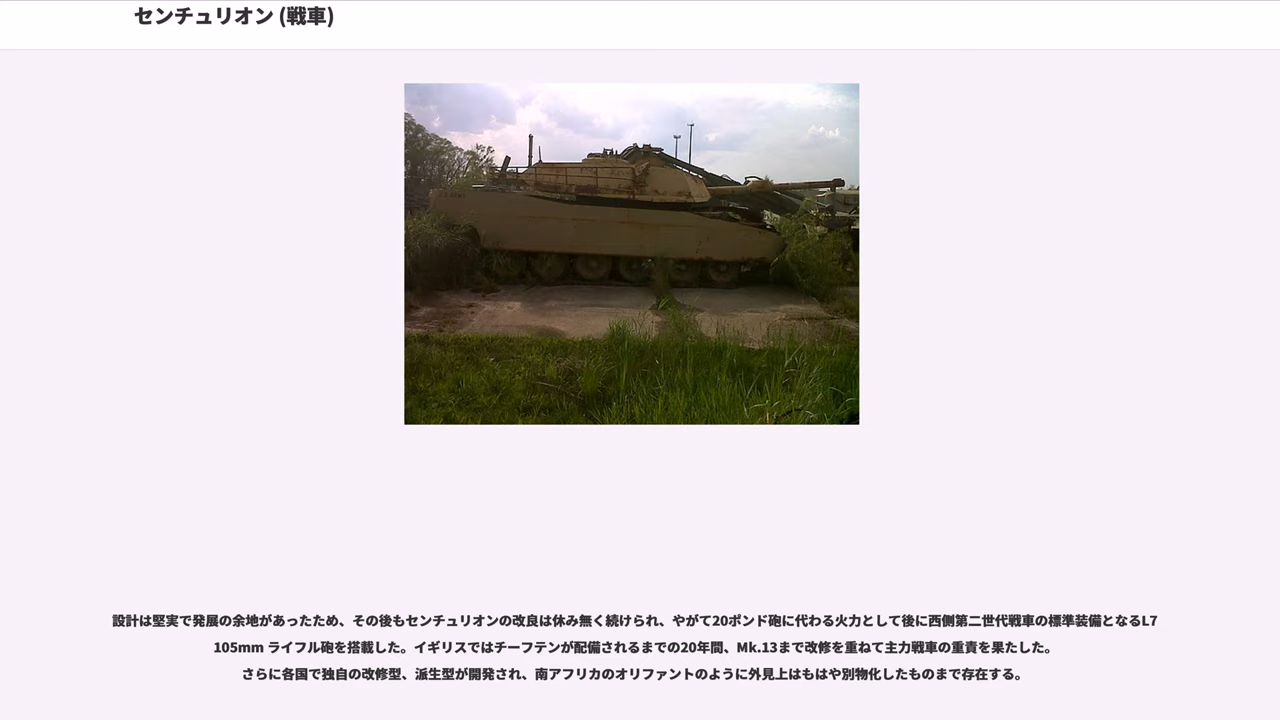 センチュリオン (戦車)
設計は堅実で発展の余地があったため、その後もセンチュリオンの改良は休み無く続けられ、やがて20ポンド砲に代わる火力として後に西側第二世代戦車の標準装備となるL7
105mm ライフル砲を搭載した。イギリスではチーフテンが配備されるまでの20年間、Mk.13まで改修を重ねて主力戦車の重責を果たした。
さらに各国で独自の改修型、派生型が開発され、南アフリカのオリファントのように外見上はもはや別物化したものまで存在する。